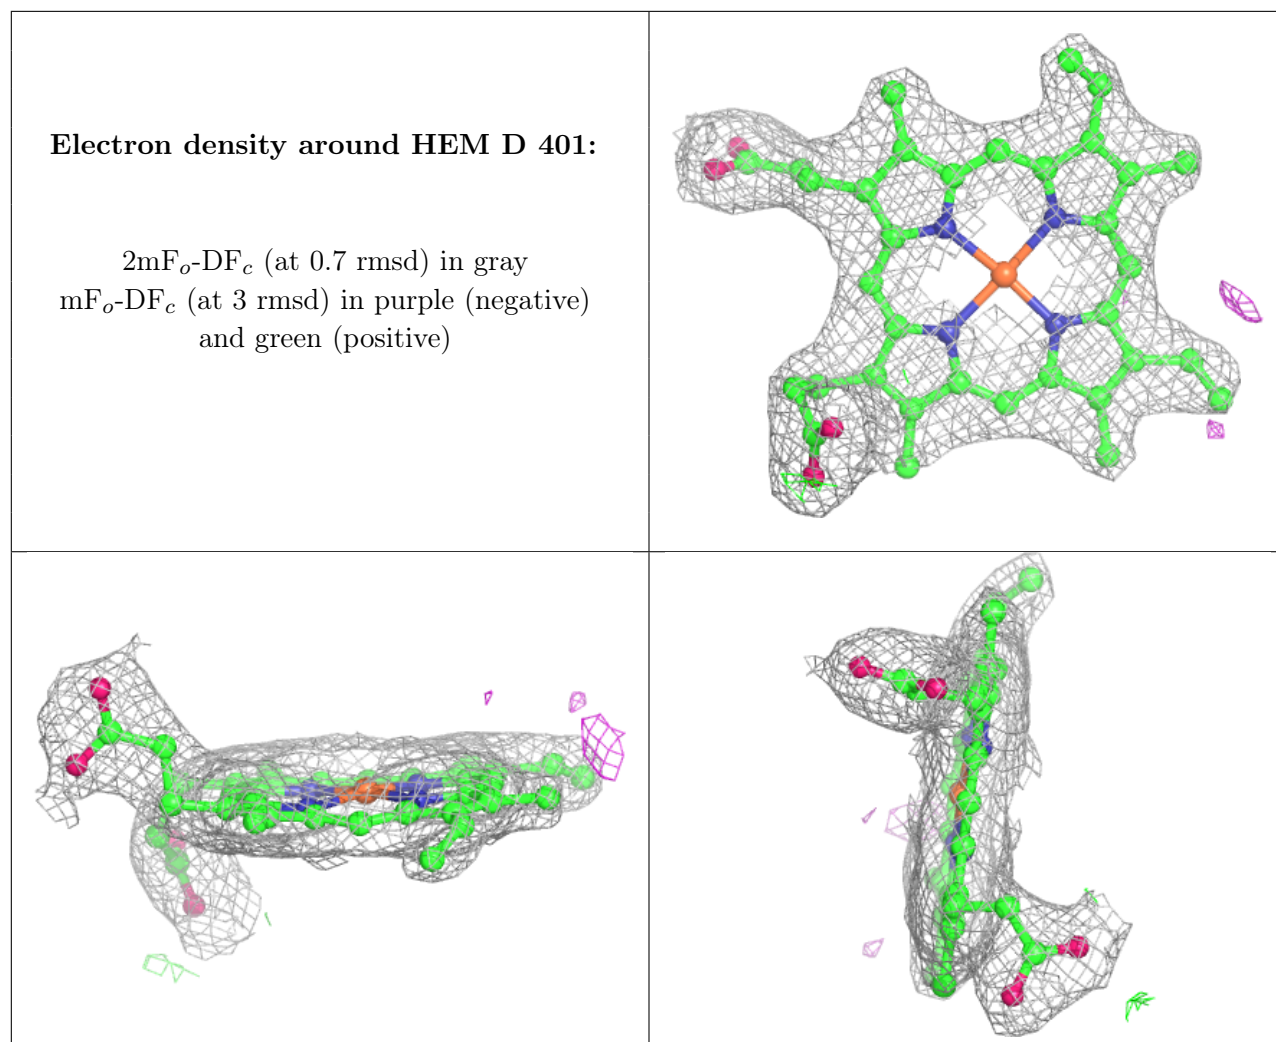 Electron density around HEM D 401:
2mFo-DFc (at 0.7 rmsd) in gray
mFo-DFc (at 3 rmsd) in purple (negative)
and green (positive)